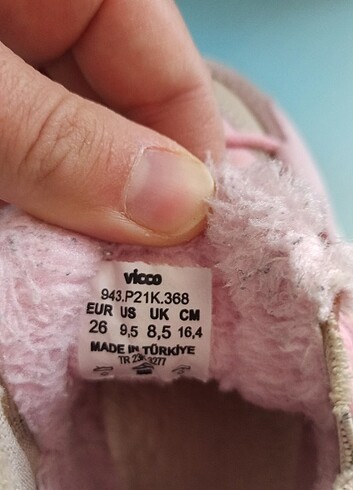 vicco
943.P21K.368
EUR US UK CM
26 9,5 8,5 16,4
MADE IN TÜRKİYE
TR